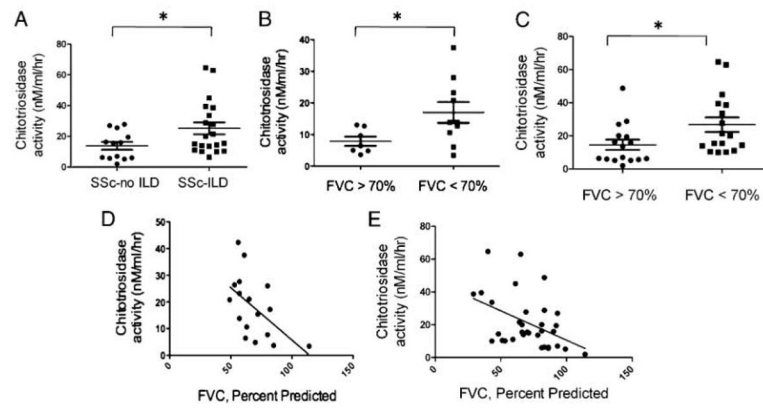 A
*
Chitotriosidase
activity (nM/ml/hr)
80
60
40
20
0
SSc-no ILD
SSc-ILD
B
*
Chitotriosidase
activity (nM/ml/hr)
40
30
20
10
0
FVC > 70%
FVC < 70%
C
*
Chitotriosidase
activity (nM/ml/hr)
80
60
40
20
0
FVC > 70%
FVC < 70%
D
Chitotriosidase
activity (nM/ml/hr)
50
40
30
20
10
0
0
50
100
150
FVC, Percent Predicted
E
Chitotriosidase
activity (nM/ml/hr)
80
60
40
20
0
0
50
100
150
FVC, Percent Predicted